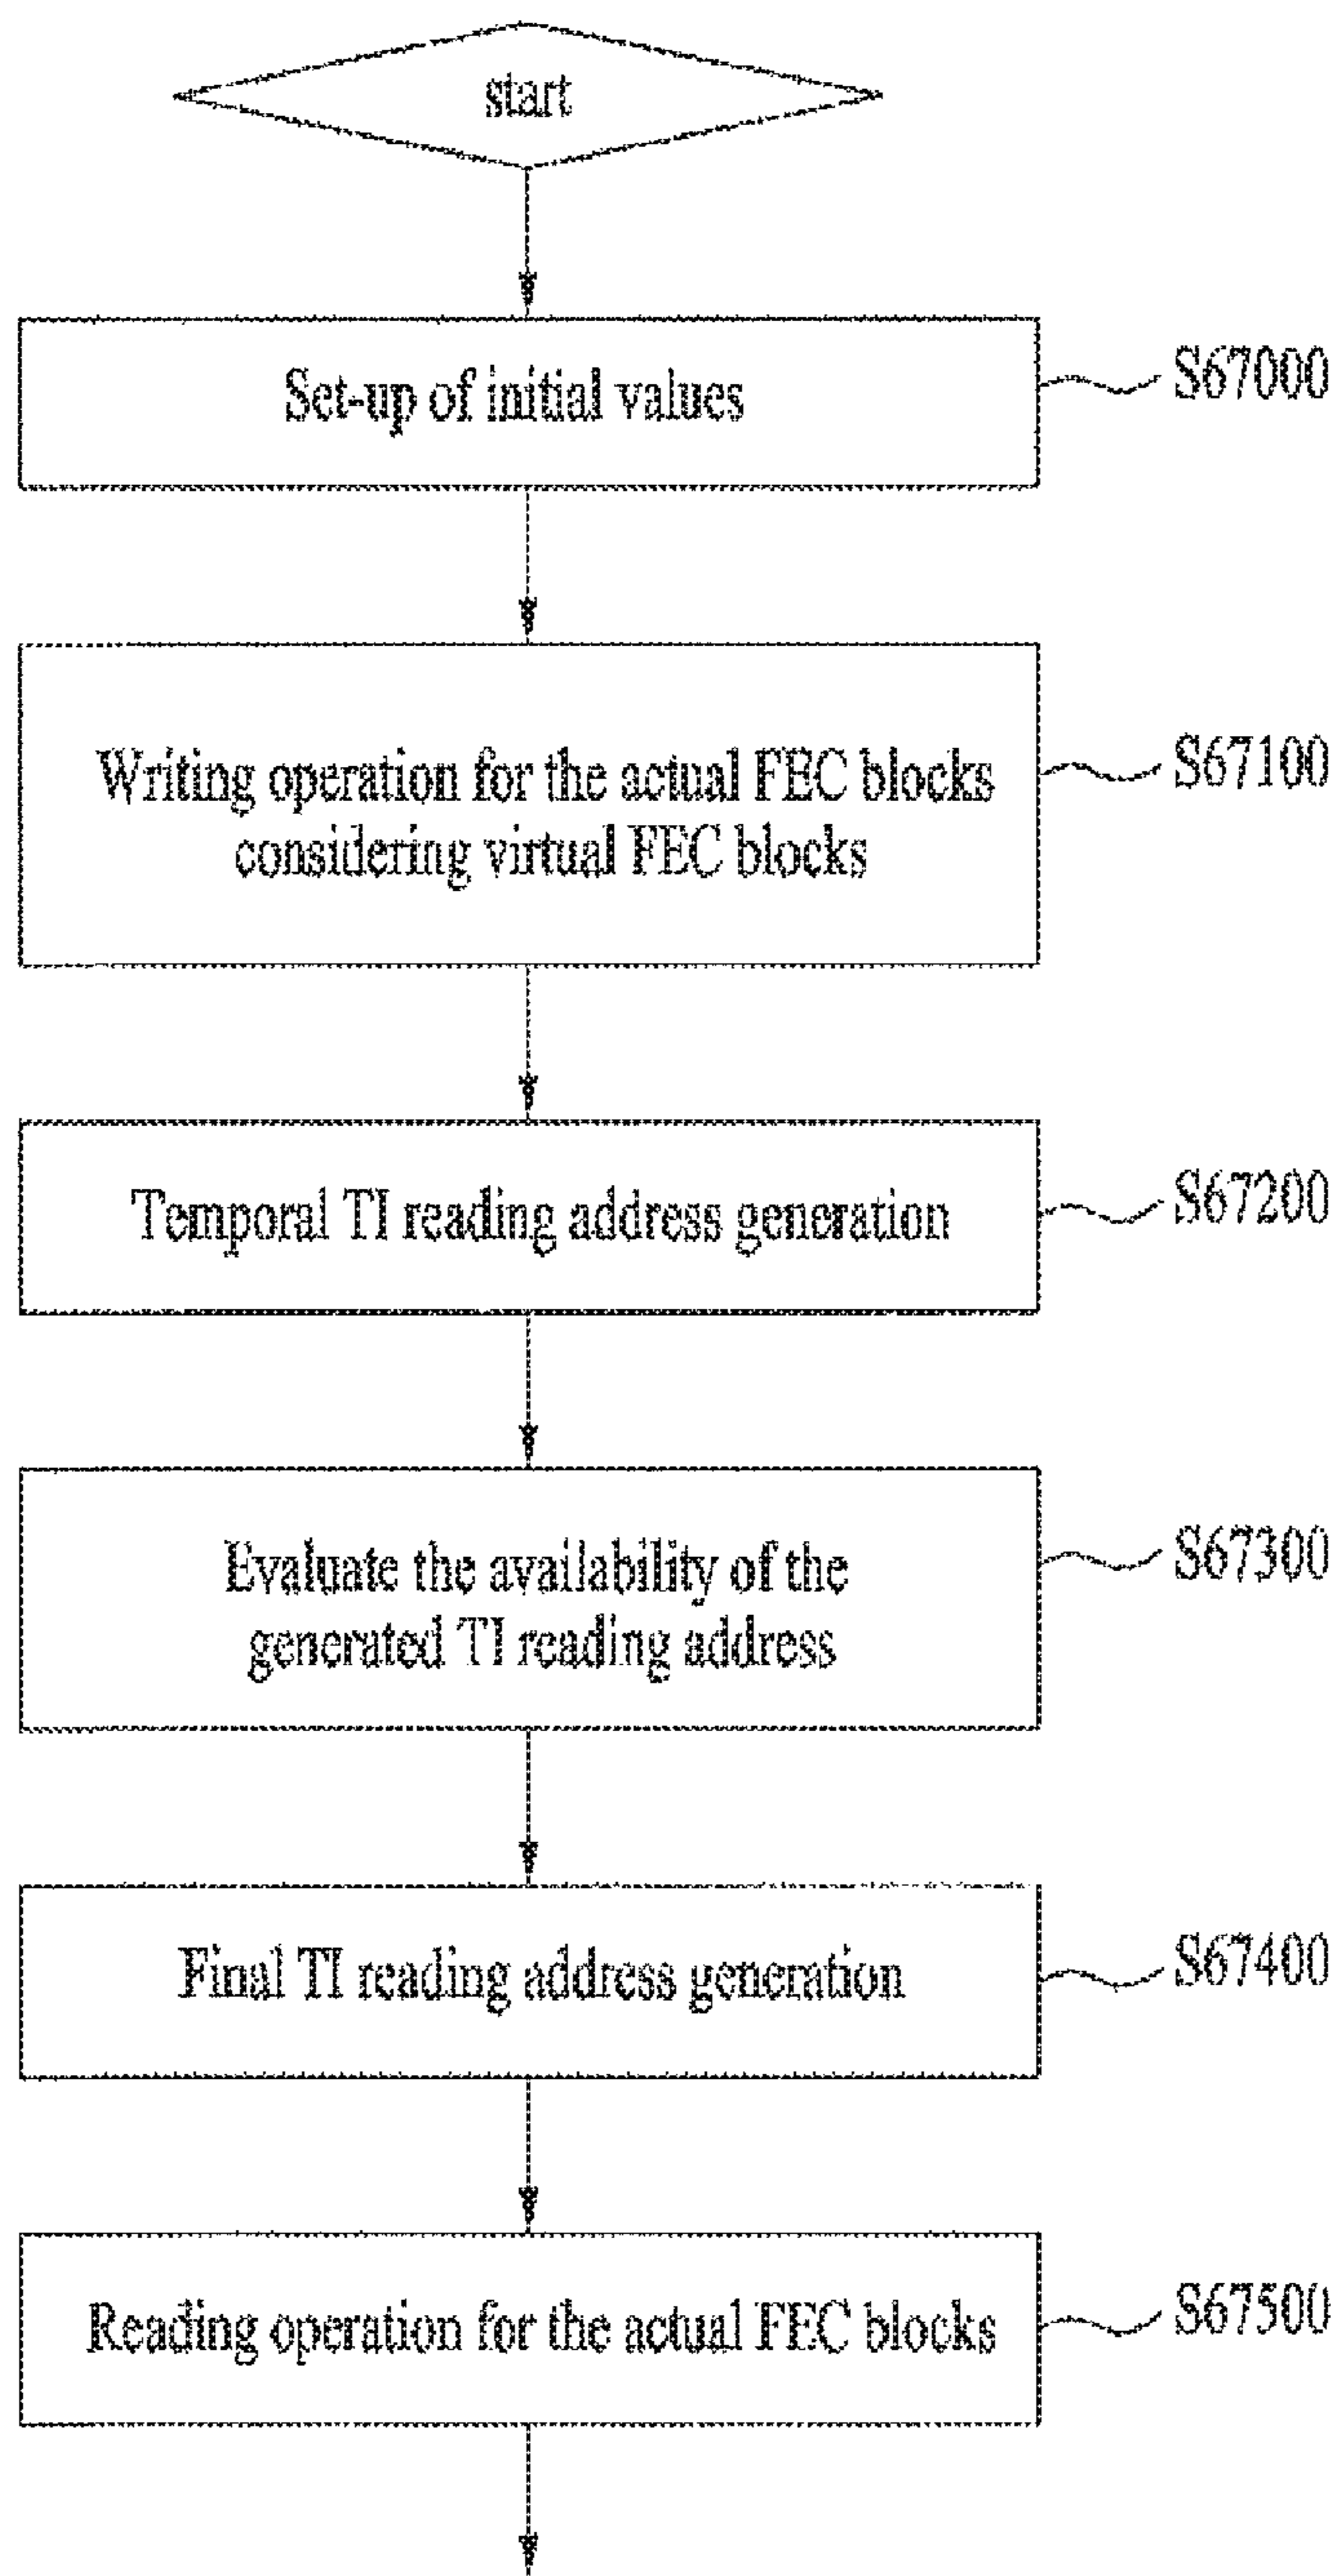 start
Set-up of initial values
S67000
Writing operation for the actual FEC blocks
considering virtual FEC blocks
S67100
Temporal TI reading address generation
S67200
Evaluate the availability of the
generated TI reading address
S67300
Final TI reading address generation
S67400
Reading operation for the actual FEC blocks
S67500